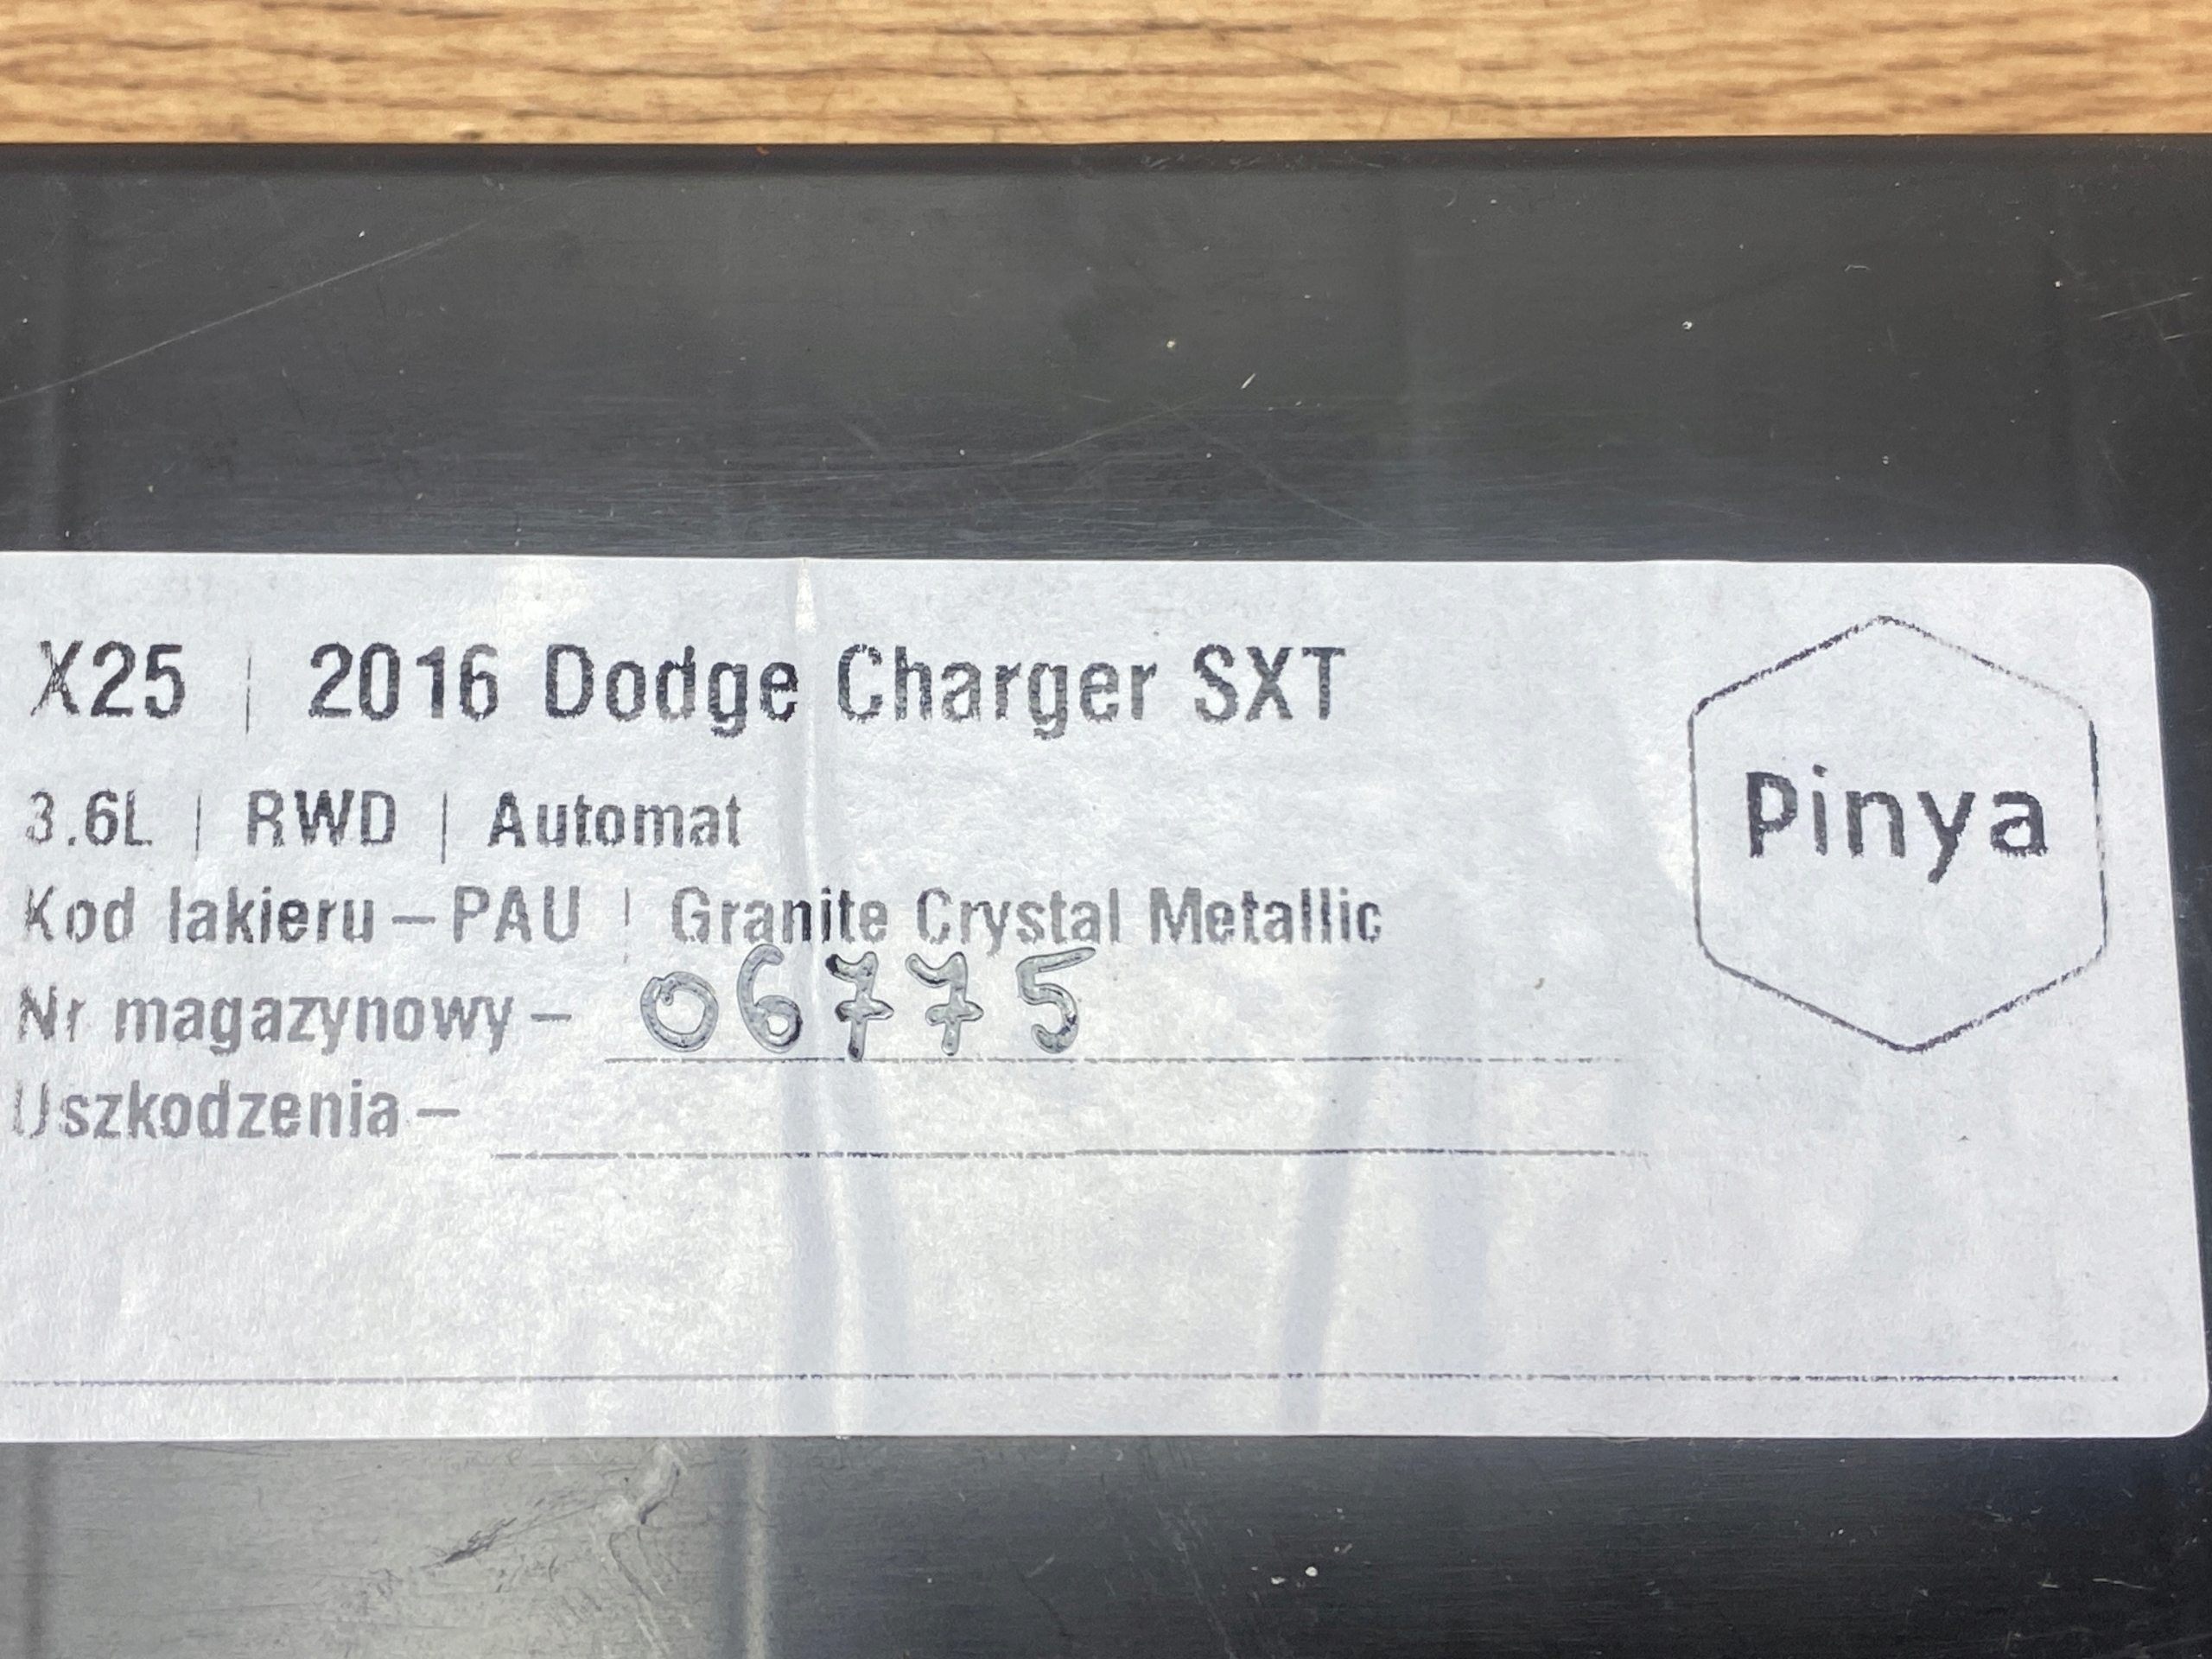 X25 | 2016 Dodge Charger SXT
3.6L | RWD | Automat
Kod lakieru – PAU | Granite Crystal Metallic
Nr magazynowy – 06775
Uszkodzenia –
Pinya